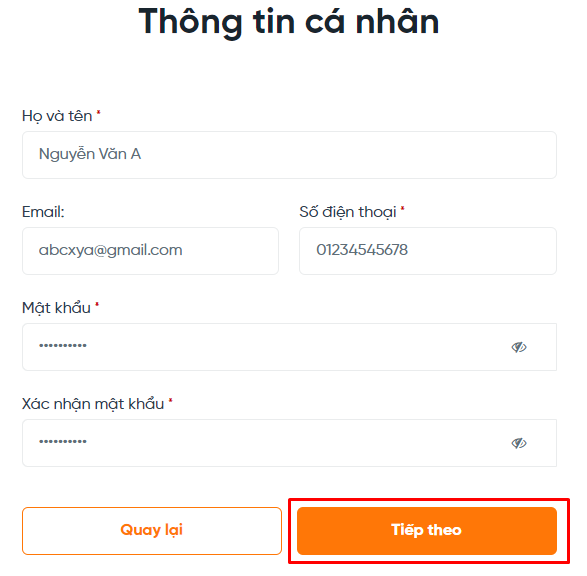 Thông tin cá nhân
Họ và tên *
Nguyễn Văn A
Email: Số điện thoại *
abcxya@gmail.com 01234545678
Mật khẩu *
••••••••••
Xác nhận mật khẩu *
••••••••••
Quay lại Tiếp theo